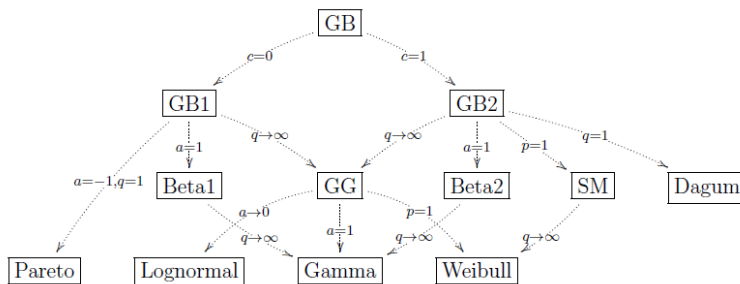 GB
c=0 c=1
GB1 GB2
q→∞ q→∞ p=1 q=1
a=1 a=1
a=−1,q=1 Beta1 GG Beta2 SM Dagum
a→0 p=1
a=1
q→∞ q→∞ q→∞
Pareto Lognormal Gamma Weibull